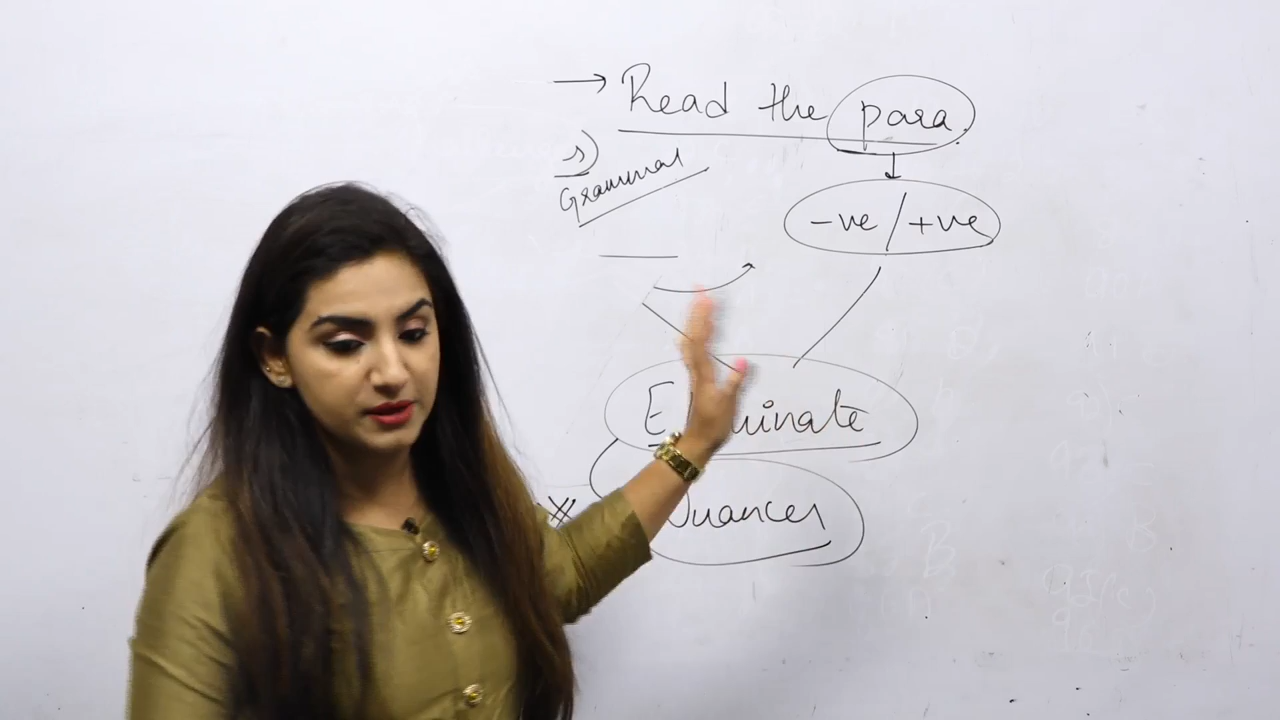 → Read the para
Grammar
-ve/+ve
Eliminate
Nuances